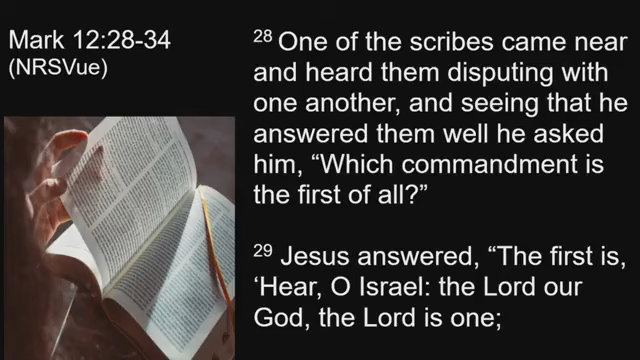 Mark 12:28-34
(NRSVue)
28 One of the scribes came near
and heard them disputing with
one another, and seeing that he
answered them well he asked
him, “Which commandment is
the first of all?”
29 Jesus answered, “The first is,
‘Hear, O Israel: the Lord our
God, the Lord is one;